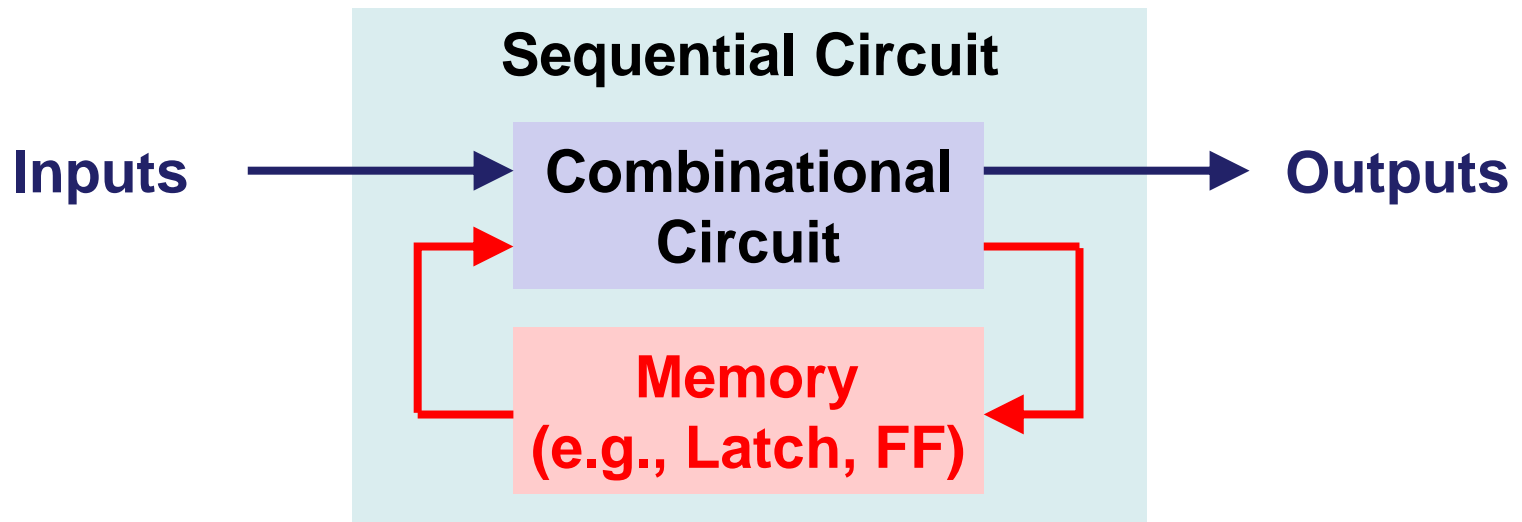 Sequential Circuit
Inputs
Combinational
Circuit
Outputs
Memory
(e.g., Latch, FF)